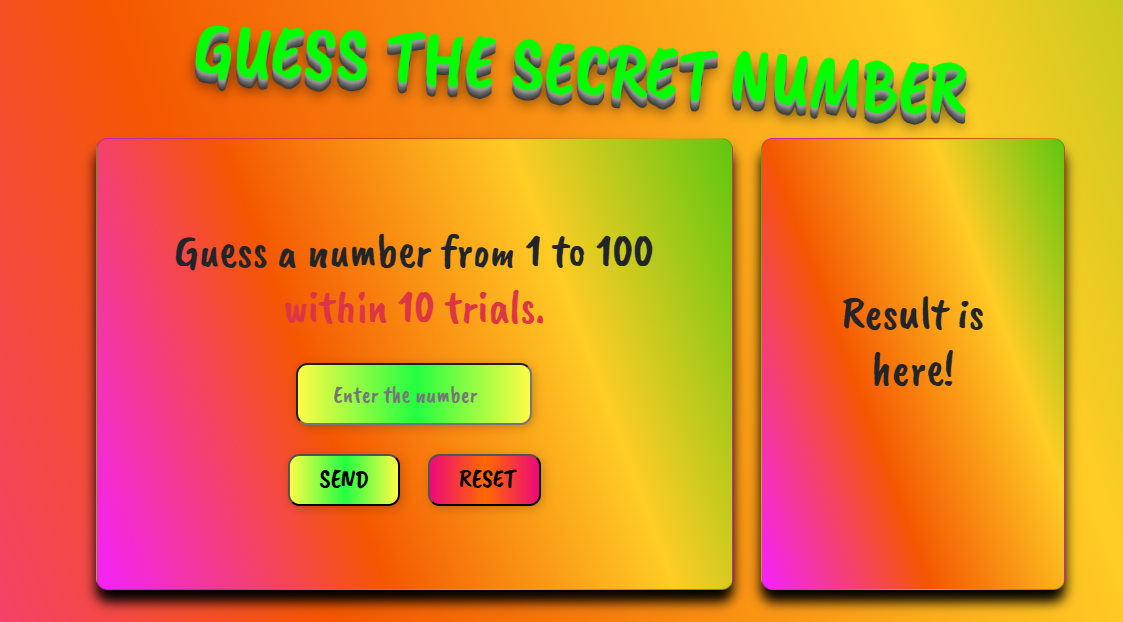 GUESS THE SECRET NUMBER
Guess a number from 1 to 100
within 10 trials.
Enter the number
SEND
RESET
Result is
here!